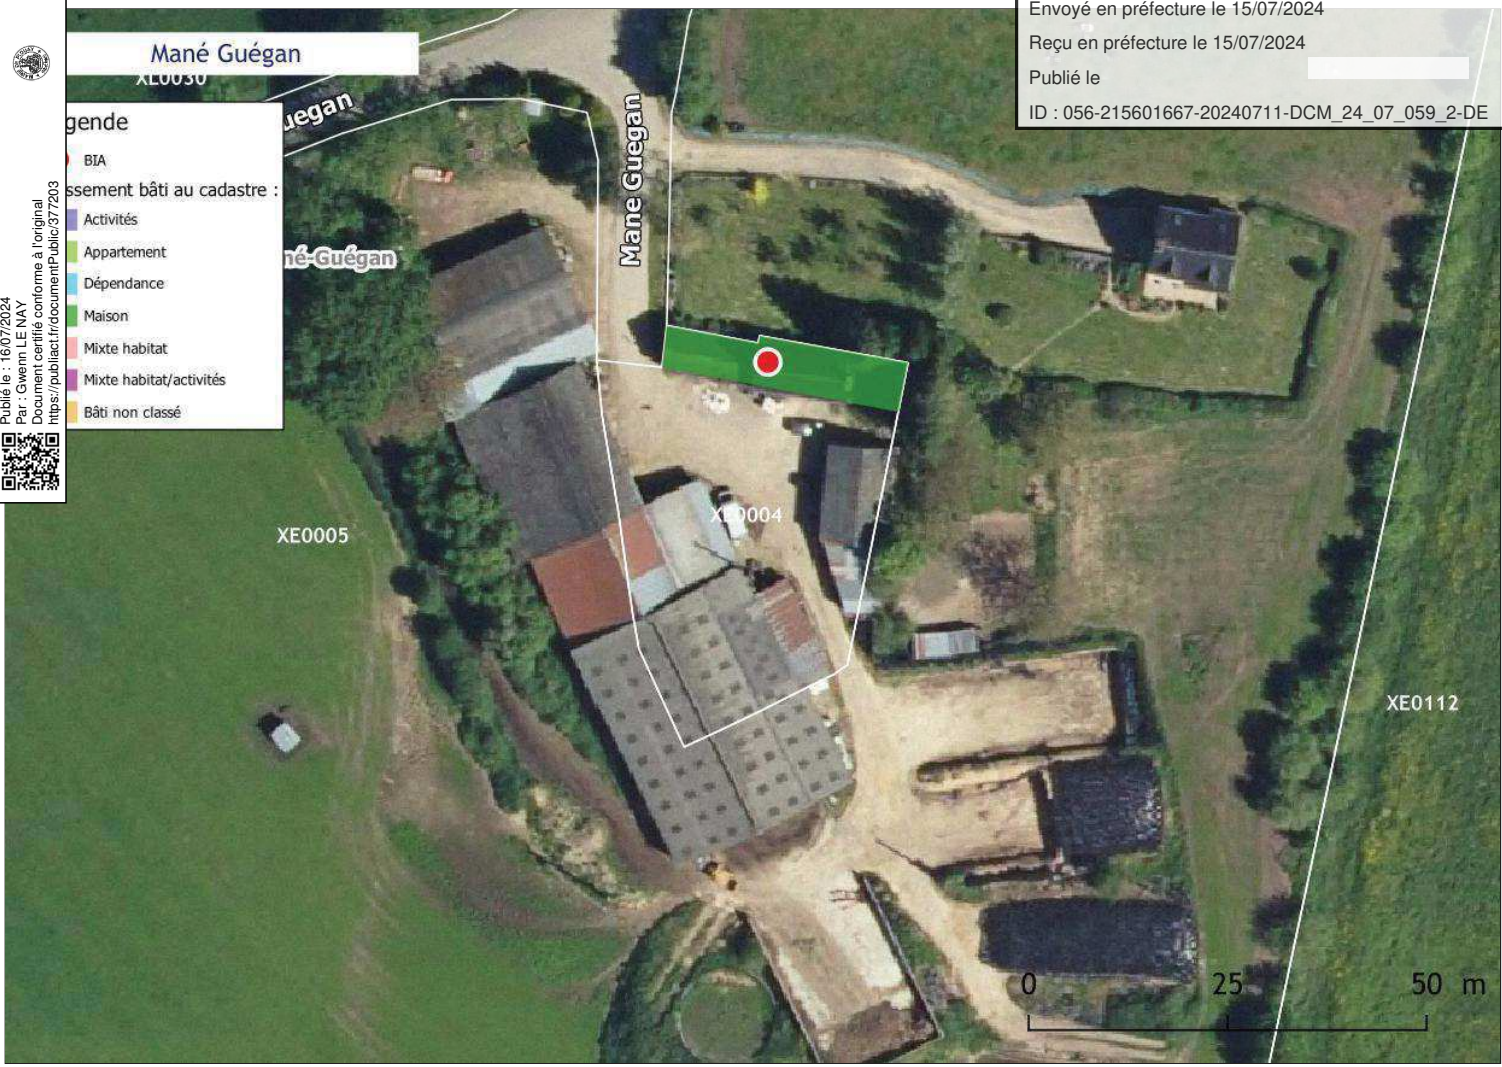 Envoyé en préfecture le 15/07/2024
Reçu en préfecture le 15/07/2024
Publié le
ID : 056-215601667-20240711-DCM_24_07_059_2-DE
Mané Guégan
XL0030
uegan
Mane Guegan
gende
BIA
ssement bâti au cadastre :
Activités
Appartement
Dépendance
Maison
Mixte habitat
Mixte habitat/activités
Bâti non classé
né-Guégan
Publié le : 16/07/2024
Par : Gwenn LE NAY
Document certifié conforme à l'original
https://publiact.fr/documentPublic/377203
XE0004
XE0005
XE0112
0 25 50 m